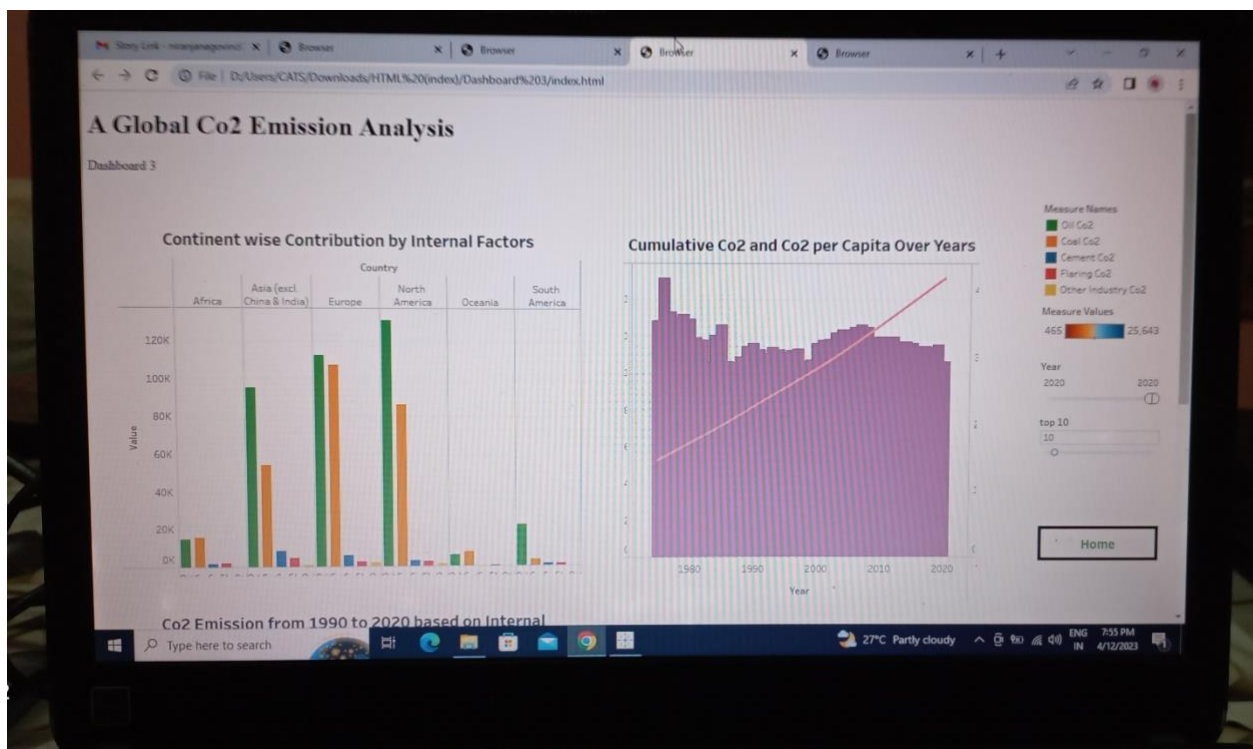 Story Link - niranjanagovind
Browser
Browser
Browser
Browser
File D:/Users/CATS/Downloads/HTML%20(index)/Dashboard%203/index.html
A Global Co2 Emission Analysis
Dashboard 3
Continent wise Contribution by Internal Factors
Country
Africa
Asia (excl.
China & India)
Europe
North
America
Oceania
South
America
Value
120K
100K
80K
60K
40K
20K
0K
Cumulative Co2 and Co2 per Capita Over Years
1980 1990 2000 2010 2020
Year
Measure Names
Oil Co2
Coal Co2
Cement Co2
Flaring Co2
Other Industry Co2
Measure Values
465 25,643
Year
2020 2020
top 10
10
Home
Co2 Emission from 1990 to 2020 based on Internal
Type here to search
27°C Partly cloudy
ENG
IN
7:55 PM
4/12/2023